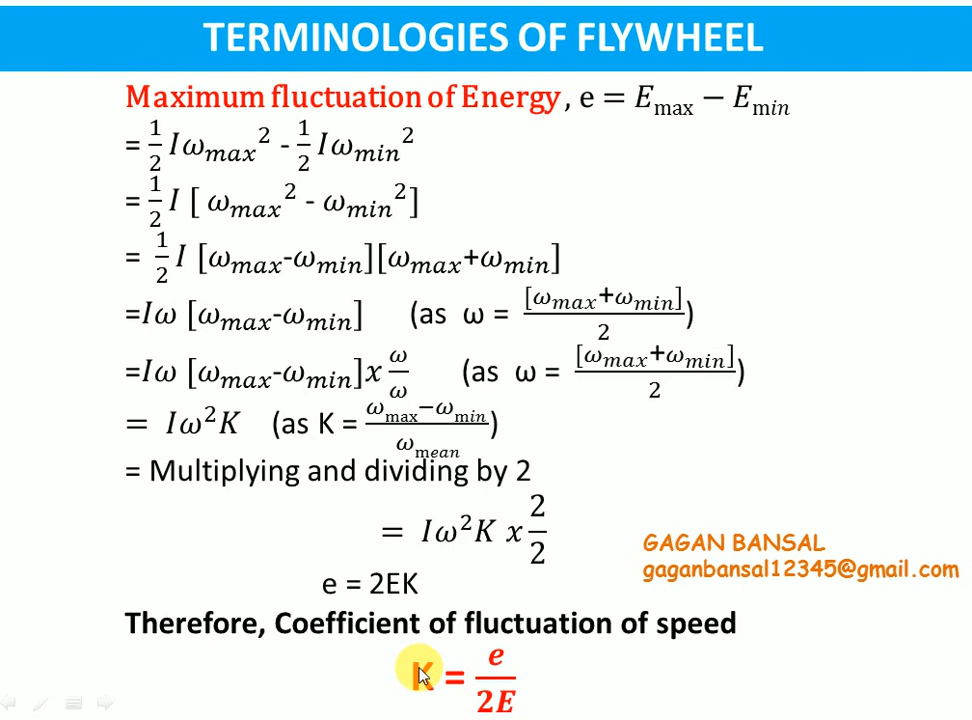 TERMINOLOGIES OF FLYWHEEL
Maximum fluctuation of Energy, e = E_max − E_min
= 1/2 Iω_max² - 1/2 Iω_min²
= 1/2 I [ ω_max² - ω_min²]
= 1/2 I [ω_max-ω_min][ω_max+ω_min]
=Iω [ω_max-ω_min] (as ω = [ω_max+ω_min]/2)
=Iω [ω_max-ω_min]x ω/ω (as ω = [ω_max+ω_min]/2)
= Iω²K (as K = (ω_max−ω_min)/ω_mean)
= Multiplying and dividing by 2
= Iω²K x 2/2
GAGAN BANSAL
gaganbansal12345@gmail.com
e = 2EK
Therefore, Coefficient of fluctuation of speed
K = e/2E